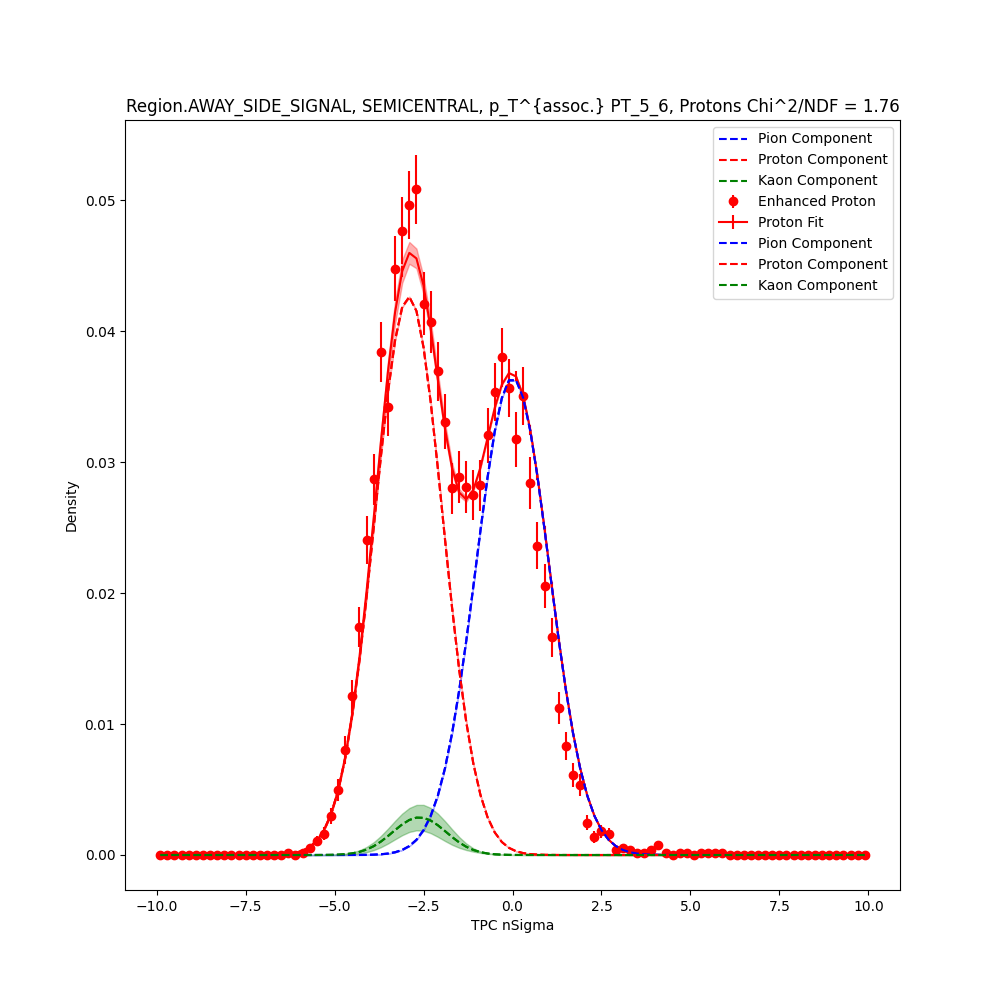 Region.AWAY_SIDE_SIGNAL, SEMICENTRAL, p_T^{assoc.} PT_5_6, Protons Chi^2/NDF = 1.76
Pion Component
Proton Component
Kaon Component
Enhanced Proton
Proton Fit
Pion Component
Proton Component
Kaon Component
0.05
0.04
0.03
0.02
0.01
0.00
Density
−10.0 −7.5 −5.0 −2.5 0.0 2.5 5.0 7.5 10.0
TPC nSigma